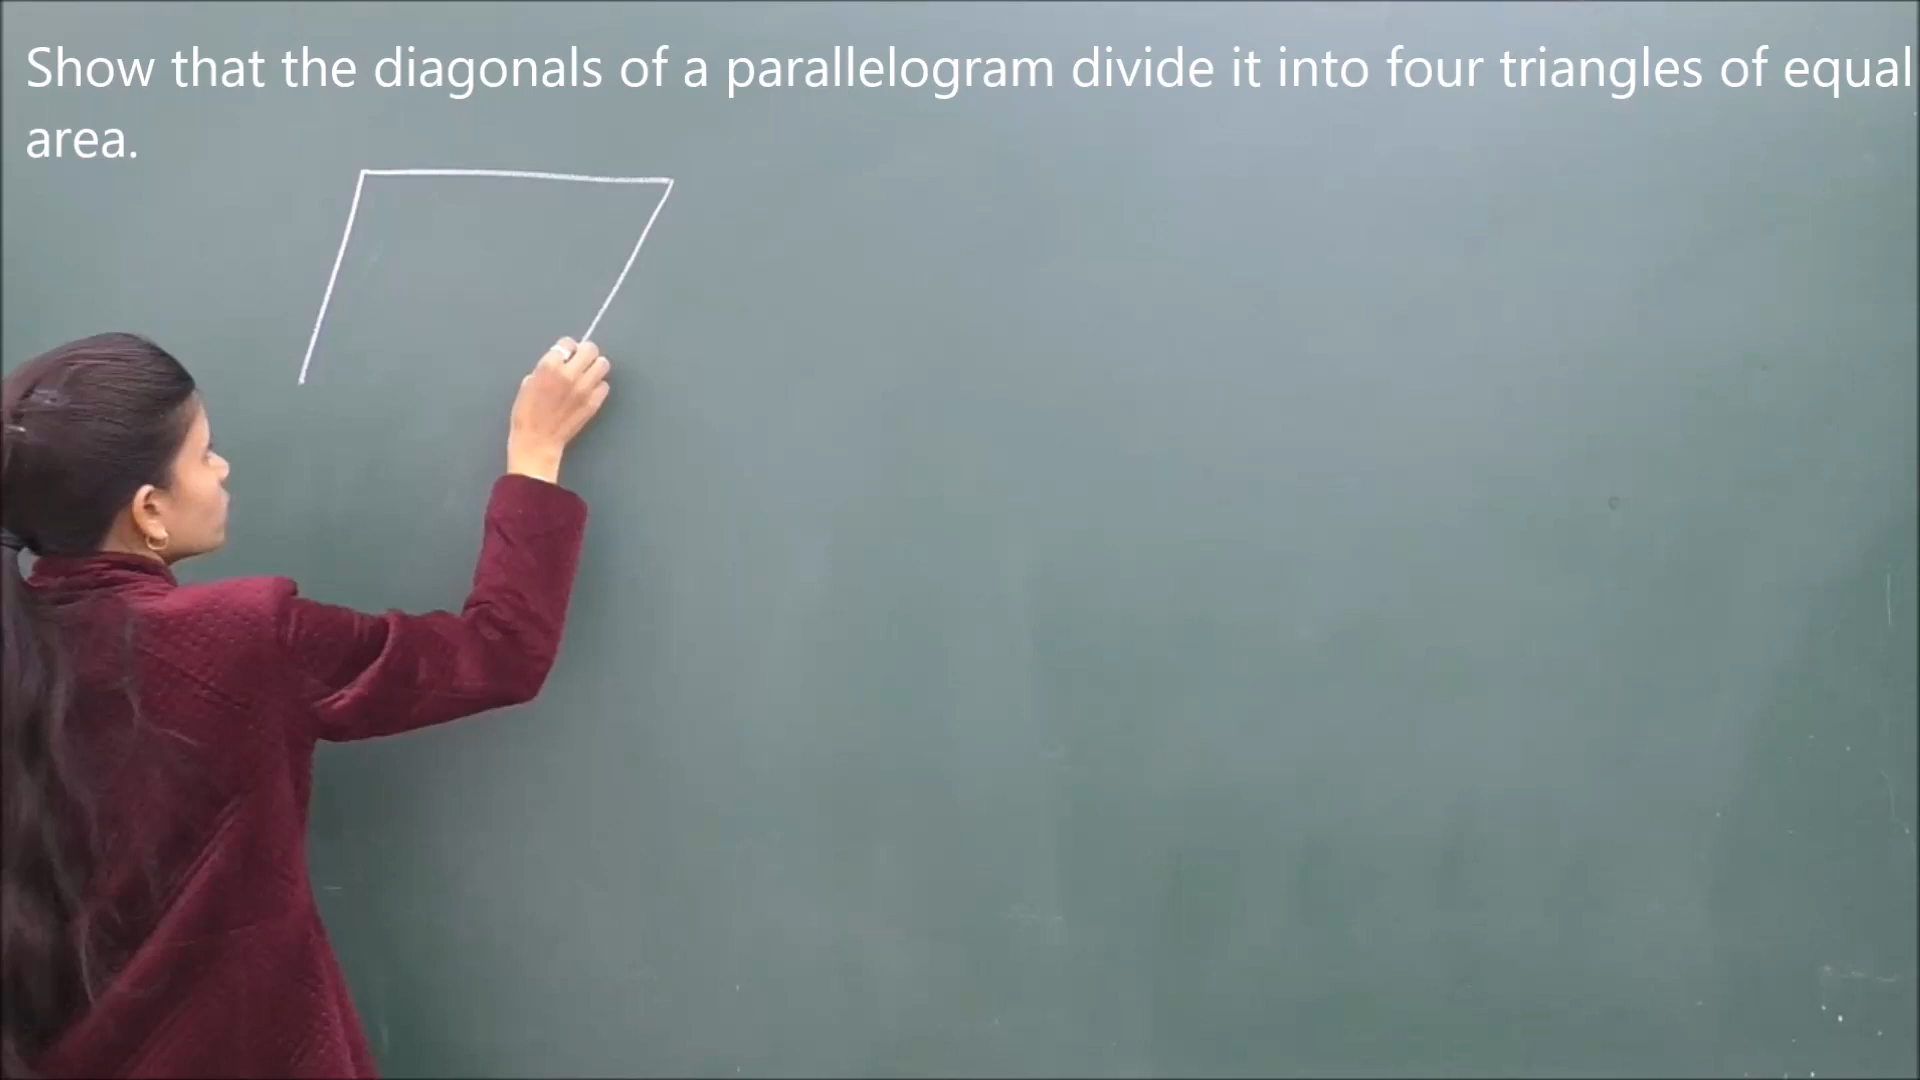 Show that the diagonals of a parallelogram divide it into four triangles of equal
area.